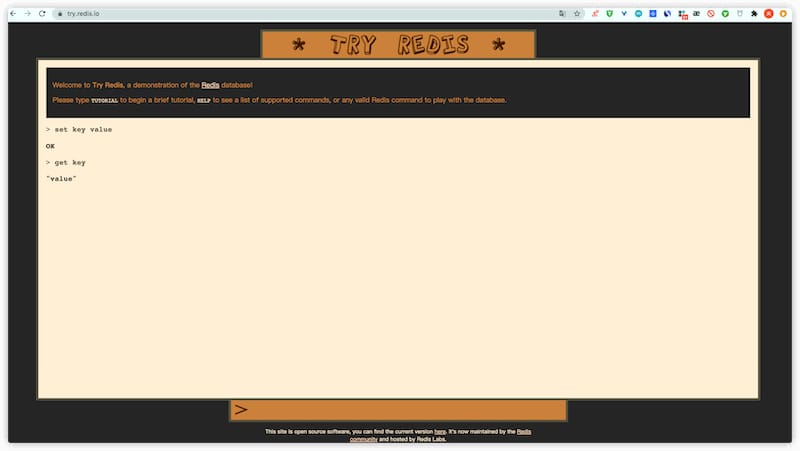 try.redis.io
* TRY REDIS *
Welcome to Try Redis, a demonstration of the Redis database!
Please type TUTORIAL to begin a brief tutorial, HELP to see a list of supported commands, or any valid Redis command to play with the database.
> set key value
OK
> get key
"value"
>
This site is open source software, you can find the current version here. It's now maintained by the Redis
community and hosted by Redis Labs.